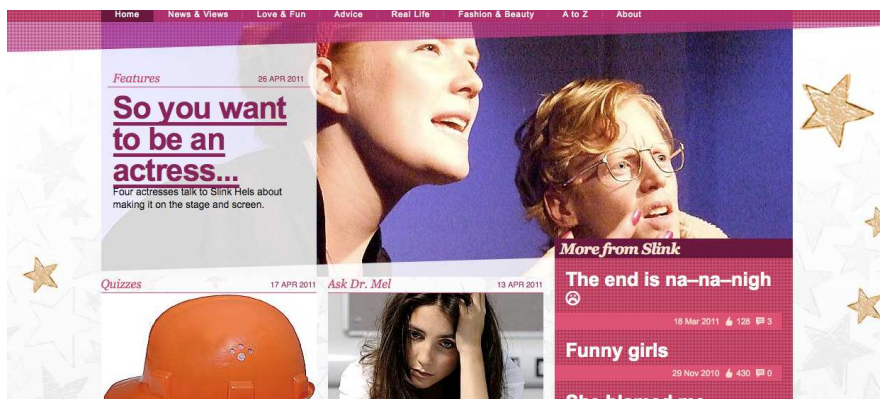 Home News & Views Love & Fun Advice Real Life Fashion & Beauty A to Z About
Features 26 APR 2011
So you want
to be an
actress...
Four actresses talk to Slink Hels about
making it on the stage and screen.
More from Slink
The end is na–na–nigh
☹
18 Mar 2011 128 3
Funny girls
29 Nov 2010 430 0
She blamed me
Quizzes 17 APR 2011
Ask Dr. Mel 13 APR 2011